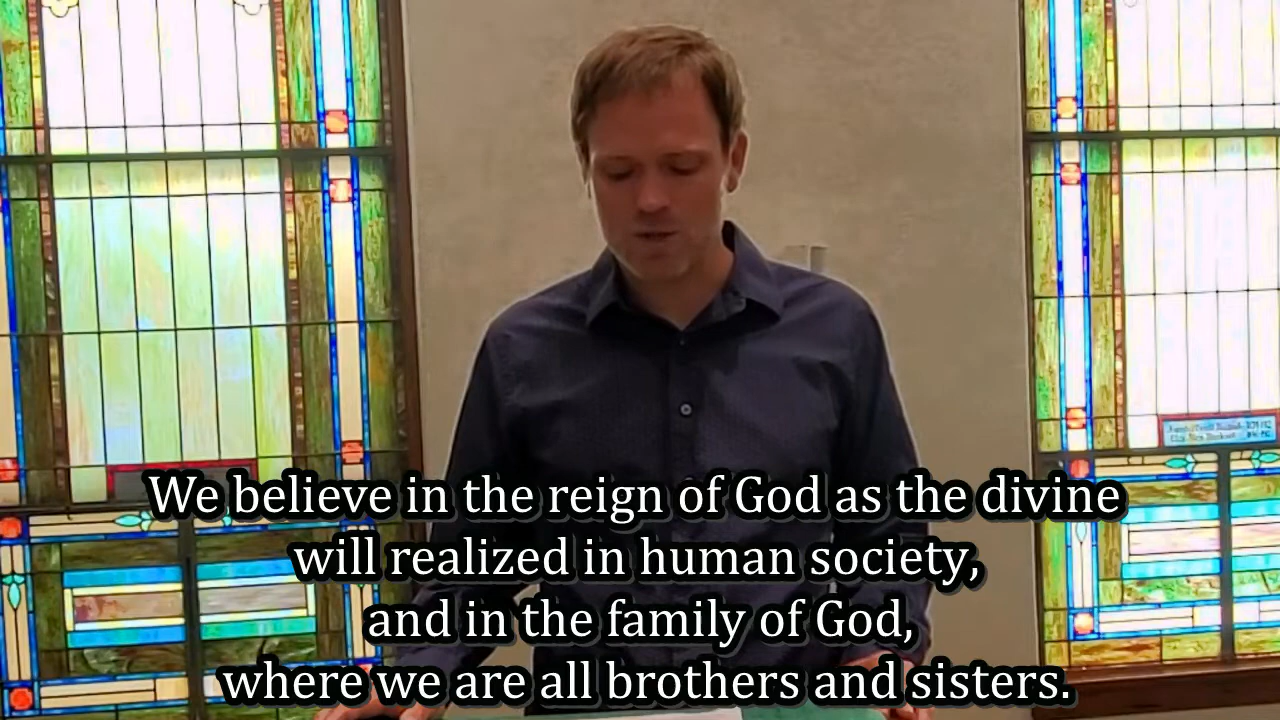 We believe in the reign of God as the divine
will realized in human society,
and in the family of God,
where we are all brothers and sisters.